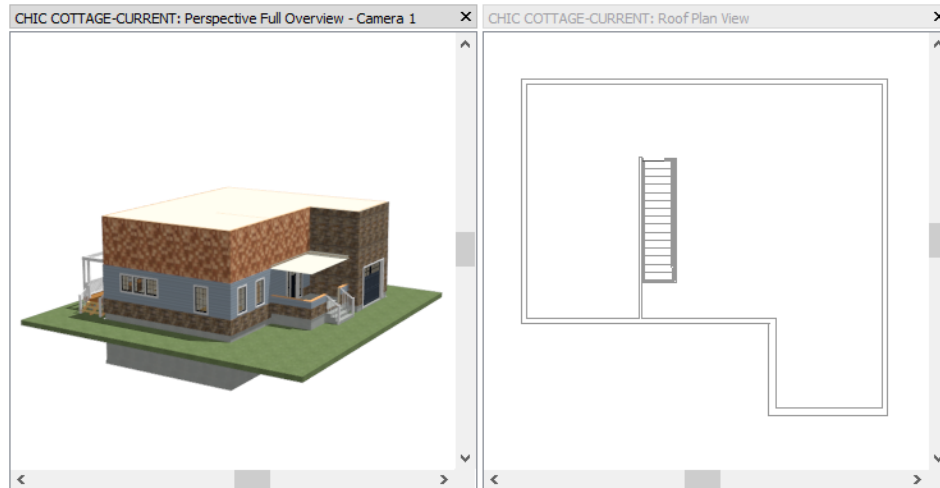 CHIC COTTAGE-CURRENT: Perspective Full Overview - Camera 1
CHIC COTTAGE-CURRENT: Roof Plan View